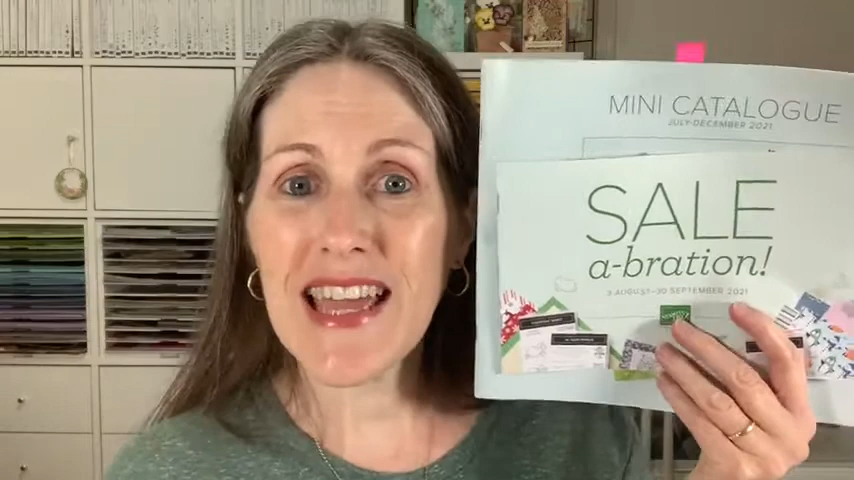 MINI CATALOGUE
JULY-DECEMBER 2021
SALE
a-bration!
3 AUGUST–30 SEPTEMBER 2021